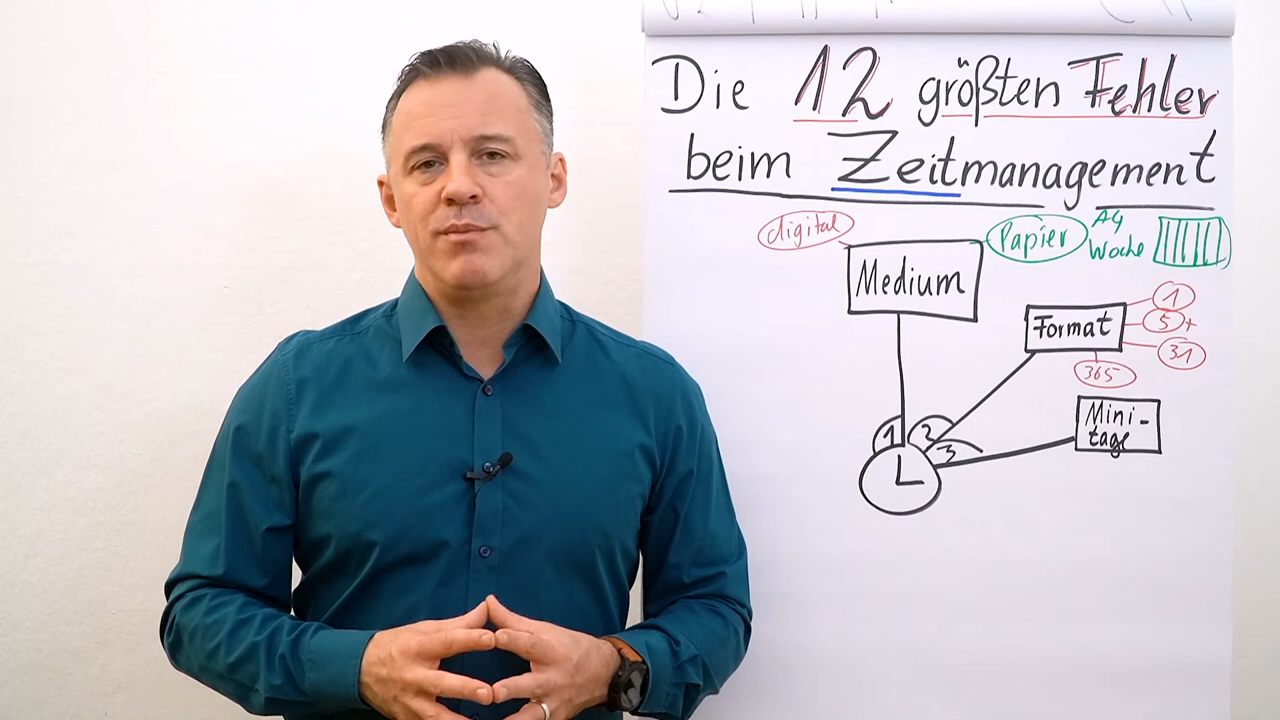 Die 12 größten Fehler
beim Zeitmanagement
digital
Papier
A4
Woche
Medium
Format
1
5+
31
365
Mini-
tage
1
2
3